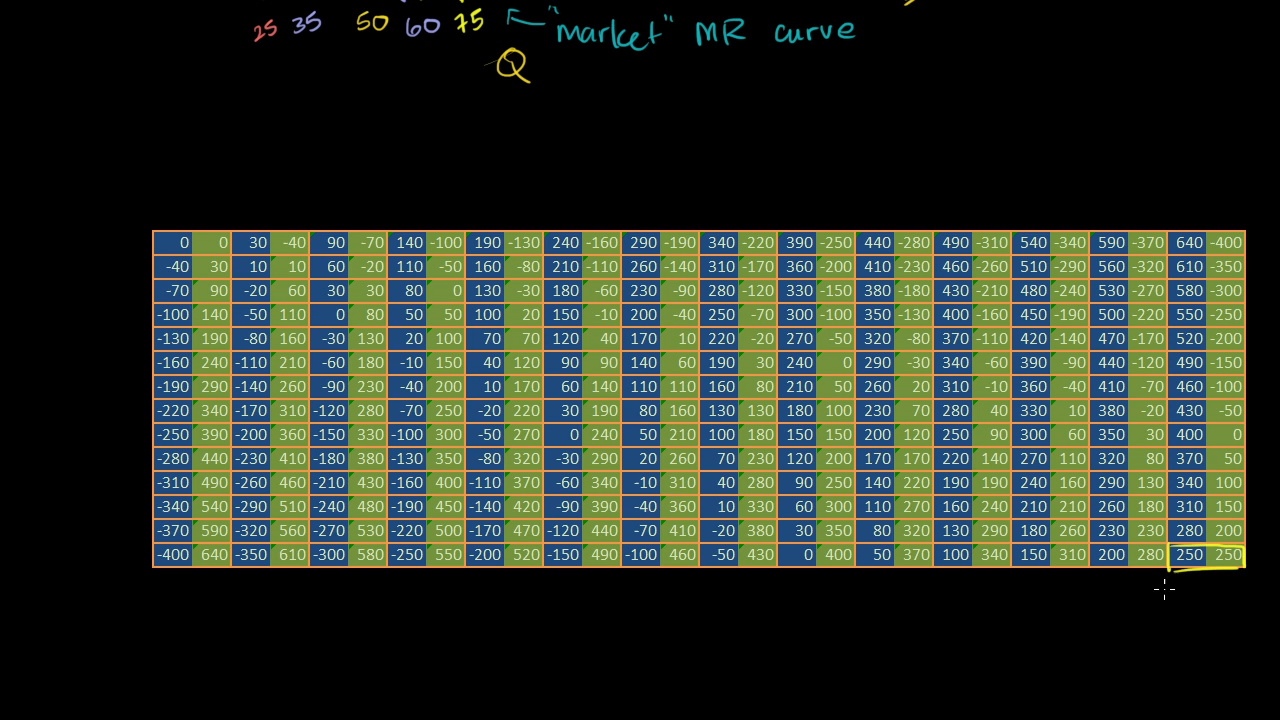 25 35 50 60 75 "market" MR curve
Q
0 0 30 -40 90 -70 140 -100 190 -130 240 -160 290 -190 340 -220 390 -250 440 -280 490 -310 540 -340 590 -370 640 -400
-40 30 10 10 60 -20 110 -50 160 -80 210 -110 260 -140 310 -170 360 -200 410 -230 460 -260 510 -290 560 -320 610 -350
-70 90 -20 60 30 30 80 0 130 -30 180 -60 230 -90 280 -120 330 -150 380 -180 430 -210 480 -240 530 -270 580 -300
-100 140 -50 110 0 80 50 50 100 20 150 -10 200 -40 250 -70 300 -100 350 -130 400 -160 450 -190 500 -220 550 -250
-130 190 -80 160 -30 130 20 100 70 70 120 40 170 10 220 -20 270 -50 320 -80 370 -110 420 -140 470 -170 520 -200
-160 240 -110 210 -60 180 -10 150 40 120 90 90 140 60 190 30 240 0 290 -30 340 -60 390 -90 440 -120 490 -150
-190 290 -140 260 -90 230 -40 200 10 170 60 140 110 110 160 80 210 50 260 20 310 -10 360 -40 410 -70 460 -100
-220 340 -170 310 -120 280 -70 250 -20 220 30 190 80 160 130 130 180 100 230 70 280 40 330 10 380 -20 430 -50
-250 390 -200 360 -150 330 -100 300 -50 270 0 240 50 210 100 180 150 150 200 120 250 90 300 60 350 30 400 0
-280 440 -230 410 -180 380 -130 350 -80 320 -30 290 20 260 70 230 120 200 170 170 220 140 270 110 320 80 370 50
-310 490 -260 460 -210 430 -160 400 -110 370 -60 340 -10 310 40 280 90 250 140 220 190 190 240 160 290 130 340 100
-340 540 -290 510 -240 480 -190 450 -140 420 -90 390 -40 360 10 330 60 300 110 270 160 240 210 210 260 180 310 150
-370 590 -320 560 -270 530 -220 500 -170 470 -120 440 -70 410 -20 380 30 350 80 320 130 290 180 260 230 230 280 200
-400 640 -350 610 -300 580 -250 550 -200 520 -150 490 -100 460 -50 430 0 400 50 370 100 340 150 310 200 280 250 250